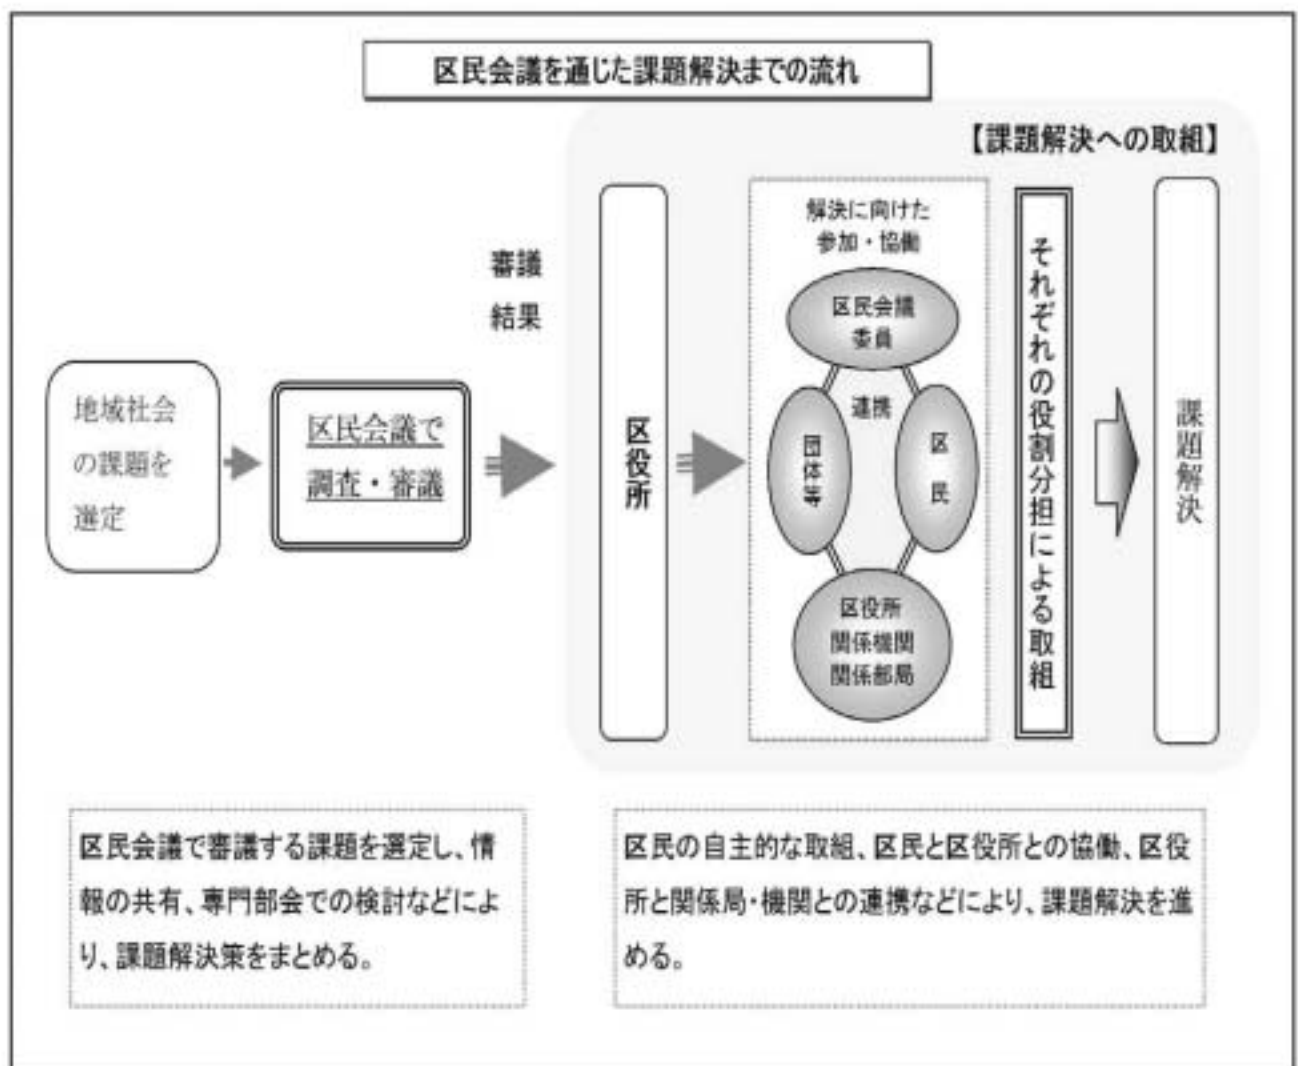 区民会議を通じた課題解決までの流れ
【課題解決への取組】
地域社会
の課題を
選定
区民会議で
調査・審議
審議
結果
区役所
解決に向けた
参加・協働
区民会議
委員
連携
団体等
区民
区役所
関係機関
関係部局
それぞれの役割分担による取組
課題解決
区民会議で審議する課題を選定し、情
報の共有、専門部会での検討などによ
り、課題解決策をまとめる。
区民の自主的な取組、区民と区役所との協働、区役
所と関係局・機関との連携などにより、課題解決を進
める。